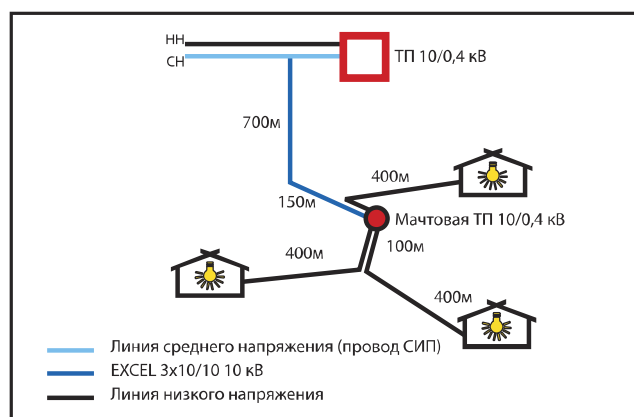 НН
СН
ТП 10/0,4 кВ
700м
400м
150м
Мачтовая ТП 10/0,4 кВ
400м
100м
400м
Линия среднего напряжения (провод СИП)
EXCEL 3x10/10 10 кВ
Линия низкого напряжения